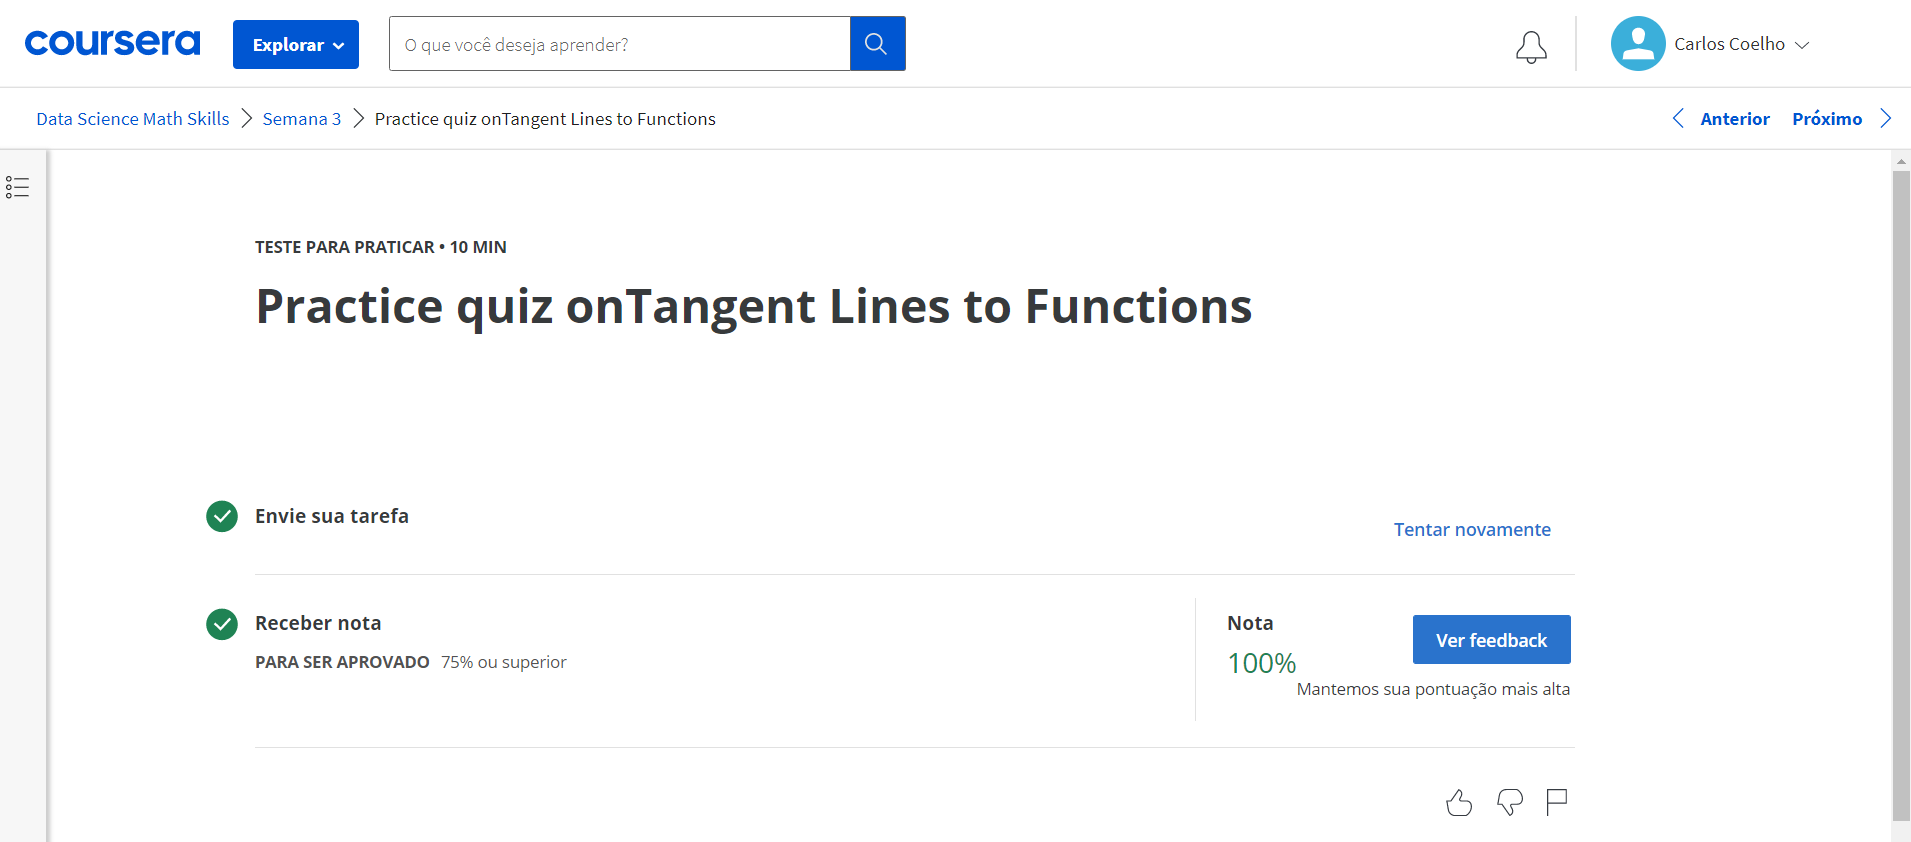 coursera
Explorar
O que você deseja aprender?
Carlos Coelho
Data Science Math Skills
Semana 3
Practice quiz onTangent Lines to Functions
Anterior
Próximo
TESTE PARA PRATICAR • 10 MIN
Practice quiz onTangent Lines to Functions
Envie sua tarefa
Tentar novamente
Receber nota
PARA SER APROVADO 75% ou superior
Nota
100%
Ver feedback
Mantemos sua pontuação mais alta